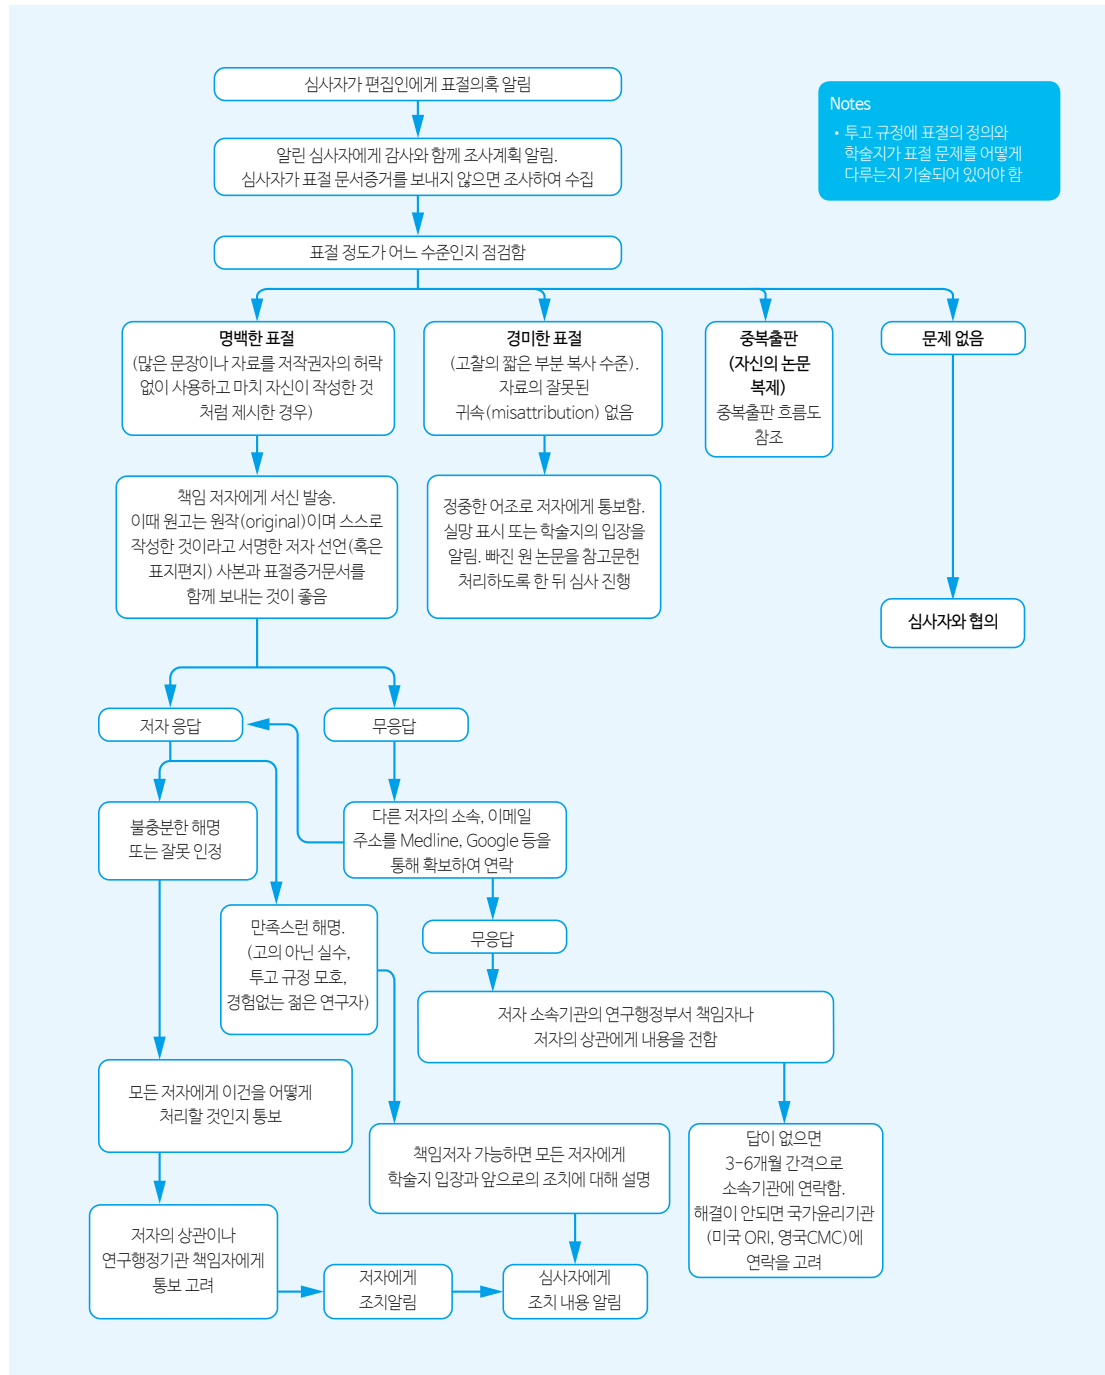 심사자가 편집인에게 표절의혹 알림
Notes
• 투고 규정에 표절의 정의와
학술지가 표절 문제를 어떻게
다루는지 기술되어 있어야 함
알린 심사자에게 감사와 함께 조사계획 알림.
심사자가 표절 문서증거를 보내지 않으면 조사하여 수집
표절 정도가 어느 수준인지 점검함
명백한 표절
(많은 문장이나 자료를 저작권자의 허락
없이 사용하고 마치 자신이 작성한 것
처럼 제시한 경우)
경미한 표절
(고찰의 짧은 부분 복사 수준).
자료의 잘못된
귀속(misattribution) 없음
중복출판
(자신의 논문
복제)
중복출판 흐름도
참조
문제 없음
책임 저자에게 서신 발송.
이때 원고는 원작(original)이며 스스로
작성한 것이라고 서명한 저자 선언(혹은
표지편지) 사본과 표절증거문서를
함께 보내는 것이 좋음
정중한 어조로 저자에게 통보함.
실망 표시 또는 학술지의 입장을
알림. 빠진 원 논문을 참고문헌
처리하도록 한 뒤 심사 진행
심사자와 협의
저자 응답
무응답
불충분한 해명
또는 잘못 인정
다른 저자의 소속, 이메일
주소를 Medline, Google 등을
통해 확보하여 연락
만족스런 해명.
(고의 아닌 실수,
투고 규정 모호,
경험없는 젊은 연구자)
무응답
저자 소속기관의 연구행정부서 책임자나
저자의 상관에게 내용을 전함
모든 저자에게 이건을 어떻게
처리할 것인지 통보
책임저자 가능하면 모든 저자에게
학술지 입장과 앞으로의 조치에 대해 설명
답이 없으면
3-6개월 간격으로
소속기관에 연락함.
해결이 안되면 국가윤리기관
(미국 ORI, 영국CMC)에
연락을 고려
저자의 상관이나
연구행정기관 책임자에게
통보 고려
저자에게
조치알림
심사자에게
조치 내용 알림